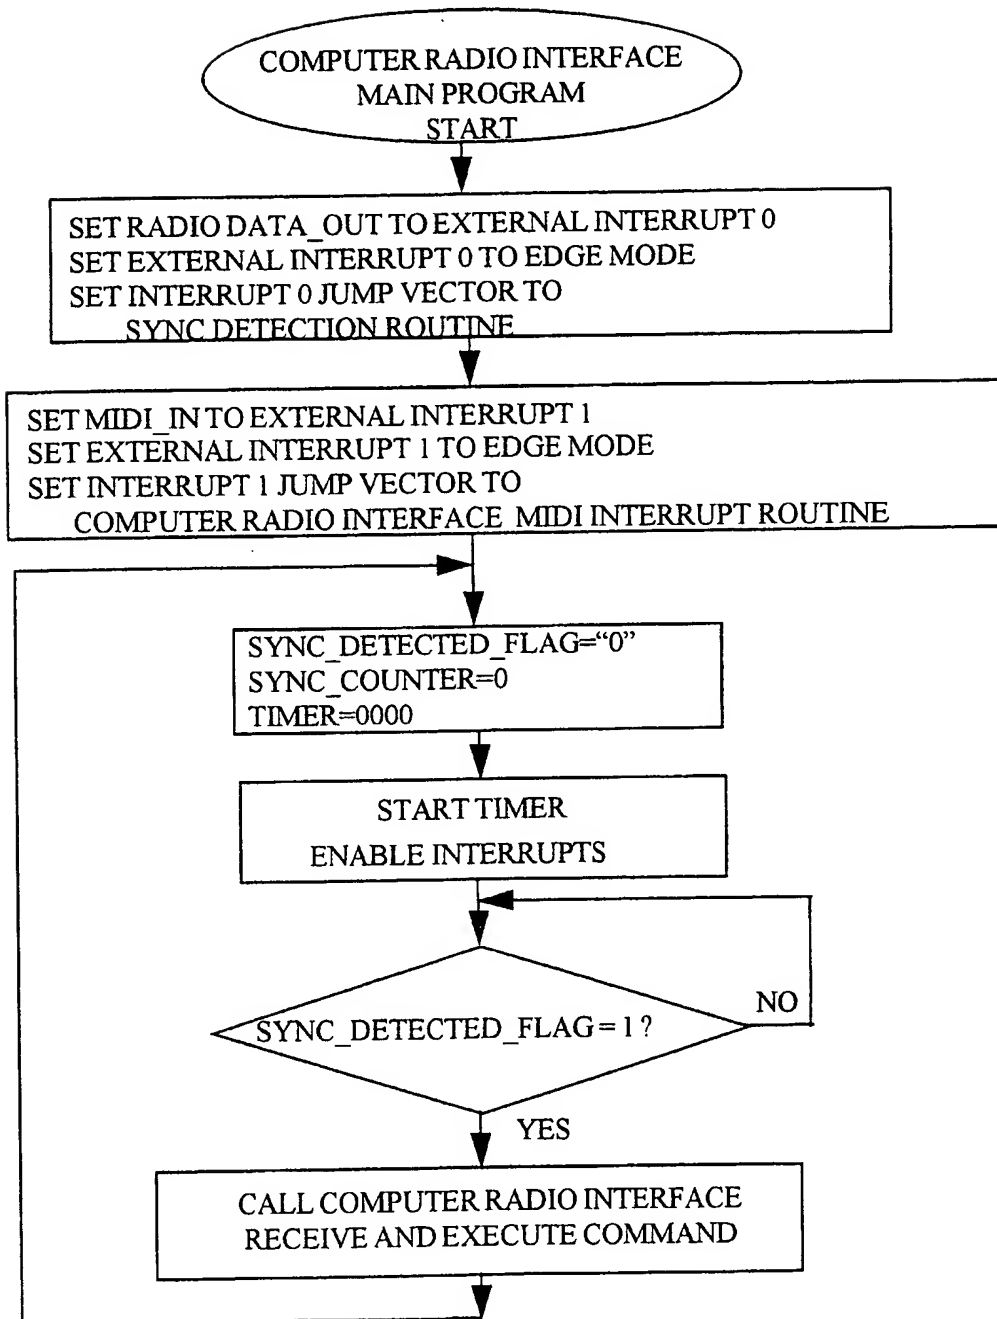 COMPUTER RADIO INTERFACE
MAIN PROGRAM
START
SET RADIO DATA_OUT TO EXTERNAL INTERRUPT 0
SET EXTERNAL INTERRUPT 0 TO EDGE MODE
SET INTERRUPT 0 JUMP VECTOR TO
SYNC DETECTION ROUTINE
SET MIDI_IN TO EXTERNAL INTERRUPT 1
SET EXTERNAL INTERRUPT 1 TO EDGE MODE
SET INTERRUPT 1 JUMP VECTOR TO
COMPUTER RADIO INTERFACE MIDI INTERRUPT ROUTINE
SYNC_DETECTED_FLAG=“0”
SYNC_COUNTER=0
TIMER=0000
START TIMER
ENABLE INTERRUPTS
SYNC_DETECTED_FLAG = 1 ?
NO
YES
CALL COMPUTER RADIO INTERFACE
RECEIVE AND EXECUTE COMMAND